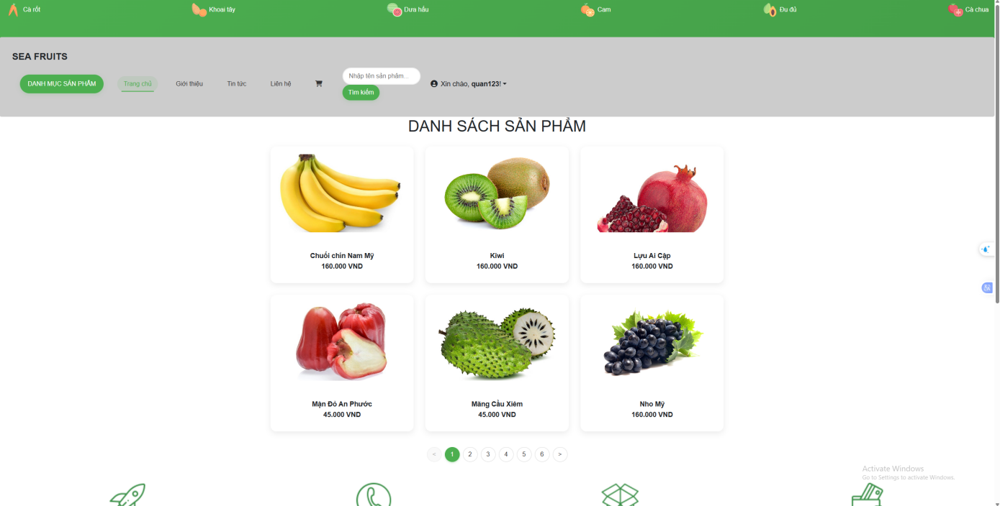 Cà rốt
Khoai tây
Dưa hấu
Cam
Đu đủ
Cà chua
SEA FRUITS
DANH MỤC SẢN PHẨM
Trang chủ
Giới thiệu
Tin tức
Liên hệ
Nhập tên sản phẩm...
Tìm kiếm
Xin chào, quan123!
DANH SÁCH SẢN PHẨM
Chuối chín Nam Mỹ
160.000 VND
Kiwi
160.000 VND
Lựu Ai Cập
160.000 VND
Mận Đỏ An Phước
45.000 VND
Mãng Cầu Xiêm
45.000 VND
Nho Mỹ
160.000 VND
< 1 2 3 4 5 6 >
Activate Windows
Go to Settings to activate Windows.